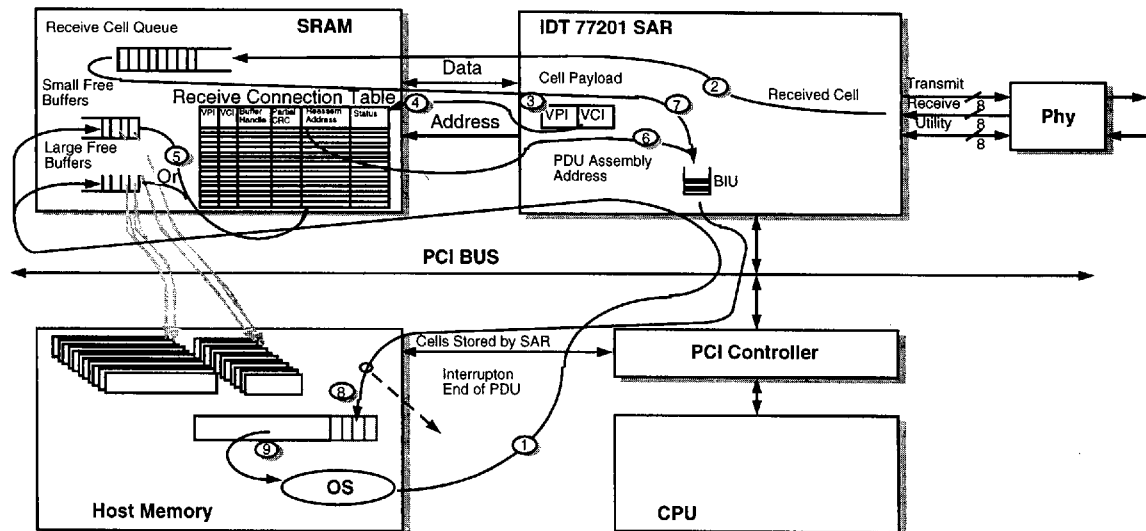 Receive Cell Queue
SRAM
IDT 77201 SAR
Small Free
Buffers
Data
Cell Payload
2
Received Cell
Transmit
Receive
8
Utility
8
Phy
Receive Connection Table
4
3
7
VPI
VCI
Buffer
Handle
Partial
CRC
Reessem
Address
Status
Address
VPI
VCI
6
Large Free
Buffers
5
Or
PDU Assembly
Address
BIU
PCI BUS
Cells Stored by SAR
PCI Controller
8
Interrupton
End of PDU
1
9
OS
Host Memory
CPU